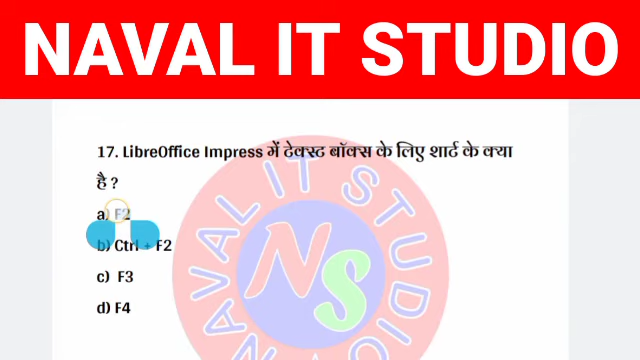 NAVAL IT STUDIO
17. LibreOffice Impress में टेक्स्ट बॉक्स के लिए शार्ट के क्या
है ?
a) F2
b) Ctrl + F2
c) F3
d) F4
NAVAL IT STUDIO
NS